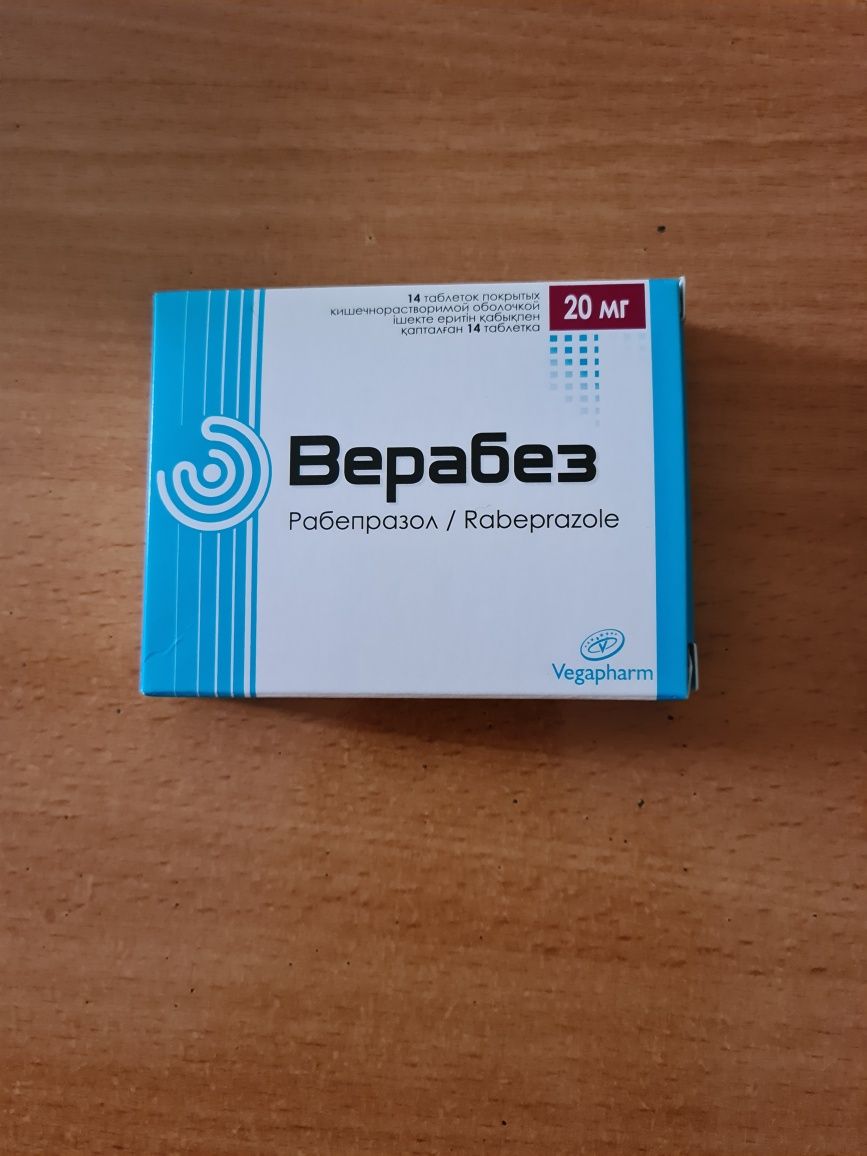 14 таблеток покрытых
кишечнорастворимой оболочкой
ішекте еритін қабықпен
қапталған 14 таблетка
20 мг
Верабез
Рабепразол / Rabeprazole
Vegapharm